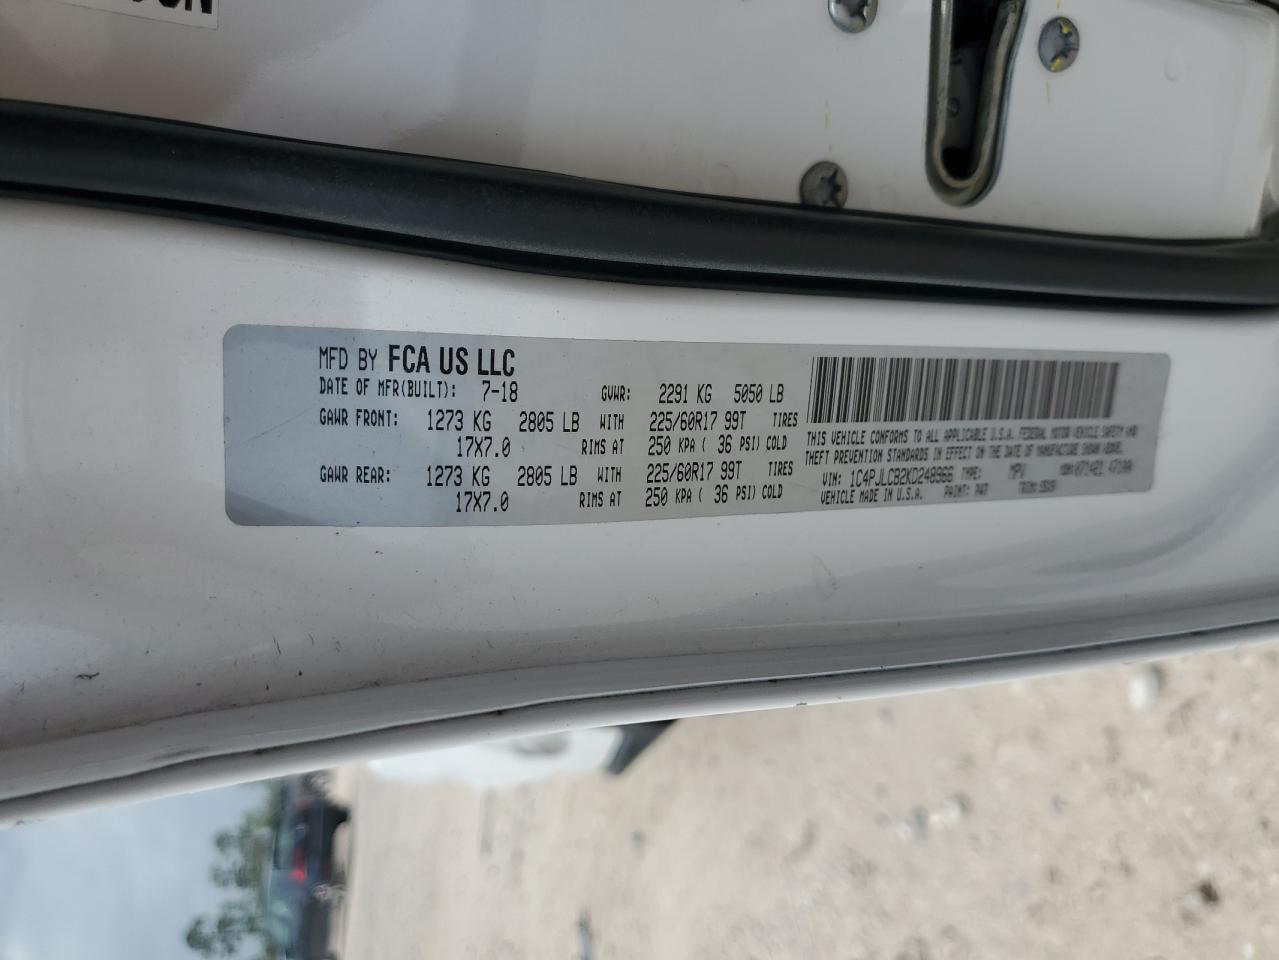 MFD BY FCA US LLC
DATE OF MFR(BUILT): 7-18 GVWR: 2291 KG 5050 LB
GAWR FRONT: 1273 KG 2805 LB WITH 225/60R17 99T TIRES
17X7.0 RIMS AT 250 KPA ( 36 PSI) COLD
GAWR REAR: 1273 KG 2805 LB WITH 225/60R17 99T TIRES
17X7.0 RIMS AT 250 KPA ( 36 PSI) COLD
THIS VEHICLE CONFORMS TO ALL APPLICABLE U.S.A. FEDERAL MOTOR VEHICLE SAFETY AND
THEFT PREVENTION STANDARDS IN EFFECT ON THE DATE OF MANUFACTURE SHOWN ABOVE.
VIN: 1C4PJLCB2KD248966 TYPE: MPV
VEHICLE MADE IN U.S.A. PAINT: PW7